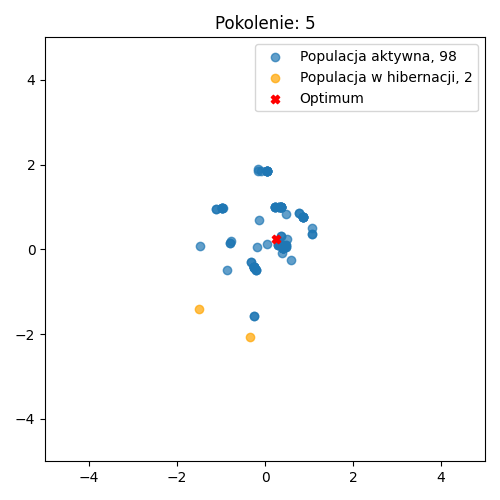 Pokolenie: 5
Populacja aktywna, 98
Populacja w hibernacji, 2
Optimum
4
2
0
−2
−4
−4 −2 0 2 4